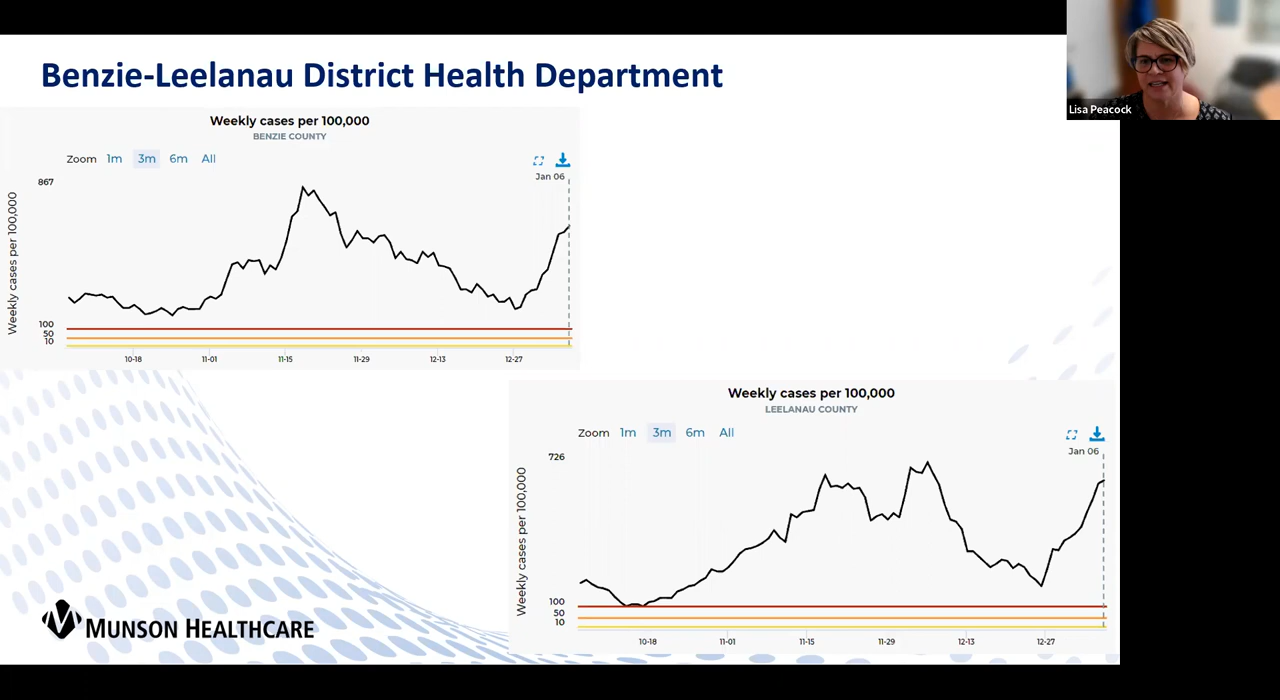 Benzie-Leelanau District Health Department
Lisa Peacock
Weekly cases per 100,000
BENZIE COUNTY
Zoom 1m 3m 6m All
Jan 06
Weekly cases per 100,000
867
100
50
10
10-18 11-01 11-15 11-29 12-13 12-27
Weekly cases per 100,000
LEELANAU COUNTY
Zoom 1m 3m 6m All
Jan 06
Weekly cases per 100,000
726
100
50
10
10-18 11-01 11-15 11-29 12-13 12-27
MUNSON HEALTHCARE